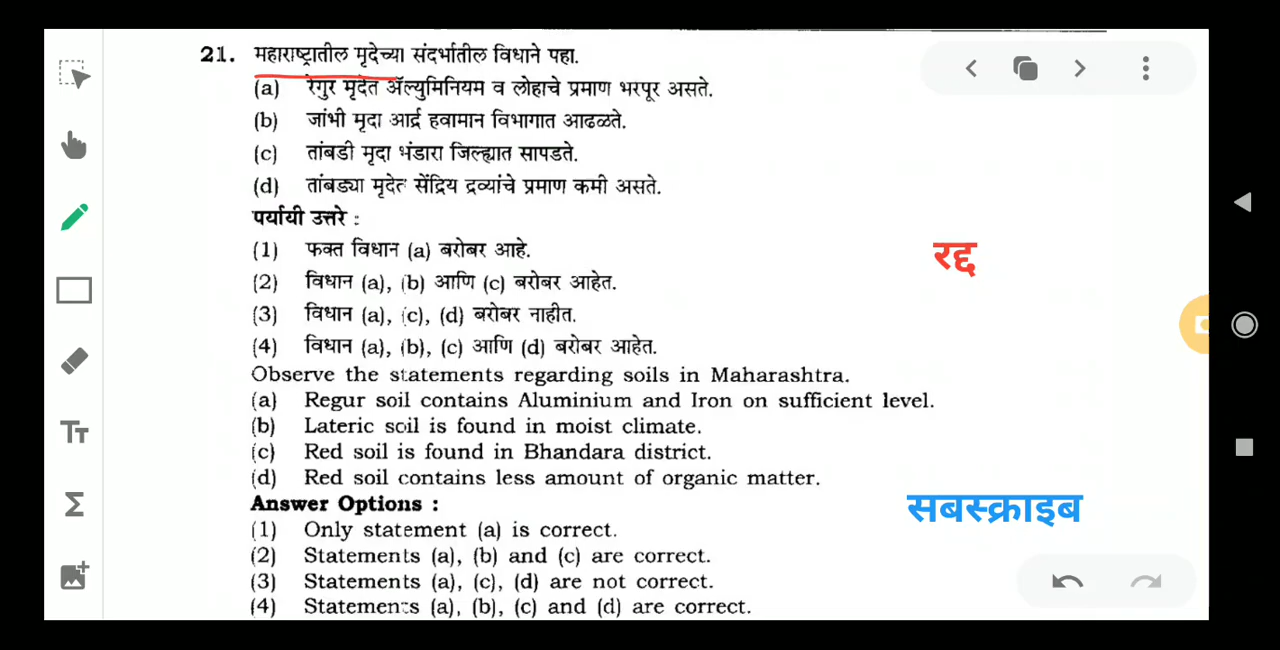 21. महाराष्ट्रातील मृदेच्या संदर्भातील विधाने पहा.
(a) रेगुर मृदेत ॲल्युमिनियम व लोहाचे प्रमाण भरपूर असते.
(b) जांभी मृदा आर्द्र हवामान विभागात आढळते.
(c) तांबडी मृदा भंडारा जिल्ह्यात सापडते.
(d) तांबड्या मृदेत सेंद्रिय द्रव्यांचे प्रमाण कमी असते.
पर्यायी उत्तरे :
(1) फक्त विधान (a) बरोबर आहे.
(2) विधान (a), (b) आणि (c) बरोबर आहेत.
(3) विधान (a), (c), (d) बरोबर नाहीत.
(4) विधान (a), (b), (c) आणि (d) बरोबर आहेत.
रद्द
Observe the statements regarding soils in Maharashtra.
(a) Regur soil contains Aluminium and Iron on sufficient level.
(b) Lateric soil is found in moist climate.
(c) Red soil is found in Bhandara district.
(d) Red soil contains less amount of organic matter.
Answer Options :
(1) Only statement (a) is correct.
(2) Statements (a), (b) and (c) are correct.
(3) Statements (a), (c), (d) are not correct.
(4) Statements (a), (b), (c) and (d) are correct.
सबस्क्राइब
TT
Σ